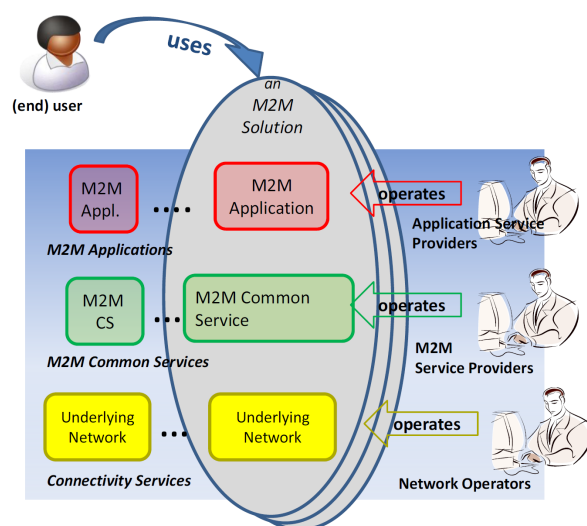 uses
(end) user
an
M2M
Solution
M2M
Appl.
....
M2M
Application
operates
Application Service
Providers
M2M Applications
M2M
CS
...
M2M Common
Service
operates
M2M
Service Providers
M2M Common Services
Underlying
Network
...
Underlying
Network
operates
Connectivity Services
Network Operators